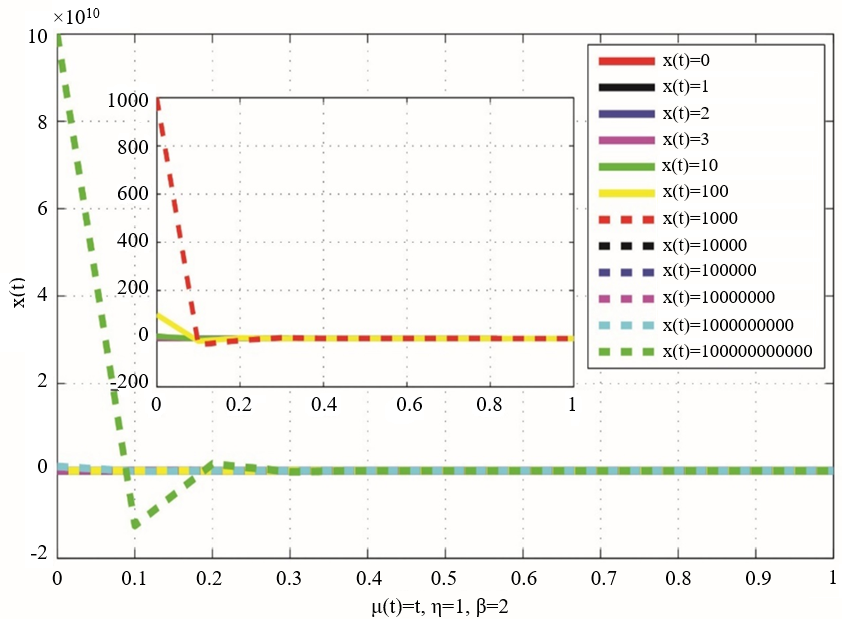 ×10¹⁰
10
8
6
4
2
0
-2
x(t)
1000
800
600
400
200
0
-200
0 0.2 0.4 0.6 0.8 1
x(t)=0
x(t)=1
x(t)=2
x(t)=3
x(t)=10
x(t)=100
x(t)=1000
x(t)=10000
x(t)=100000
x(t)=10000000
x(t)=1000000000
x(t)=100000000000
0 0.1 0.2 0.3 0.4 0.5 0.6 0.7 0.8 0.9 1
μ(t)=t, η=1, β=2